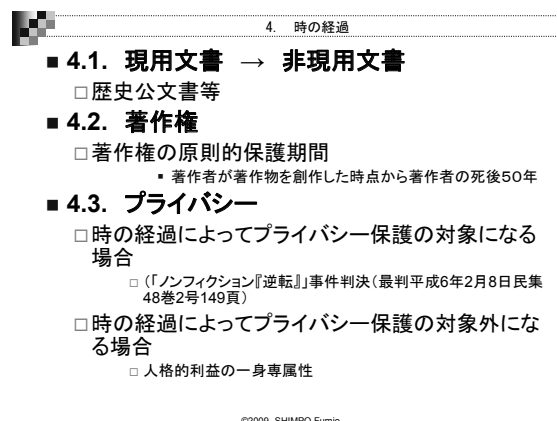 4. 時の経過
■ 4.1. 現用文書 → 非現用文書
□歴史公文書等
■ 4.2. 著作権
□著作権の原則的保護期間
▪ 著作者が著作物を創作した時点から著作者の死後50年
■ 4.3. プライバシー
□時の経過によってプライバシー保護の対象になる
場合
□ (「ノンフィクション『逆転』」事件判決(最判平成6年2月8日民集
48巻2号149頁)
□時の経過によってプライバシー保護の対象外にな
る場合
□ 人格的利益の一身専属性
©2009 SHIMPO Fumio